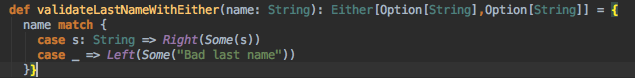 def validateLastNameWithEither(name: String): Either[Option[String],Option[String]] = {
  name match {
    case s: String => Right(Some(s))
    case _ => Left(Some("Bad last name"))
  }}